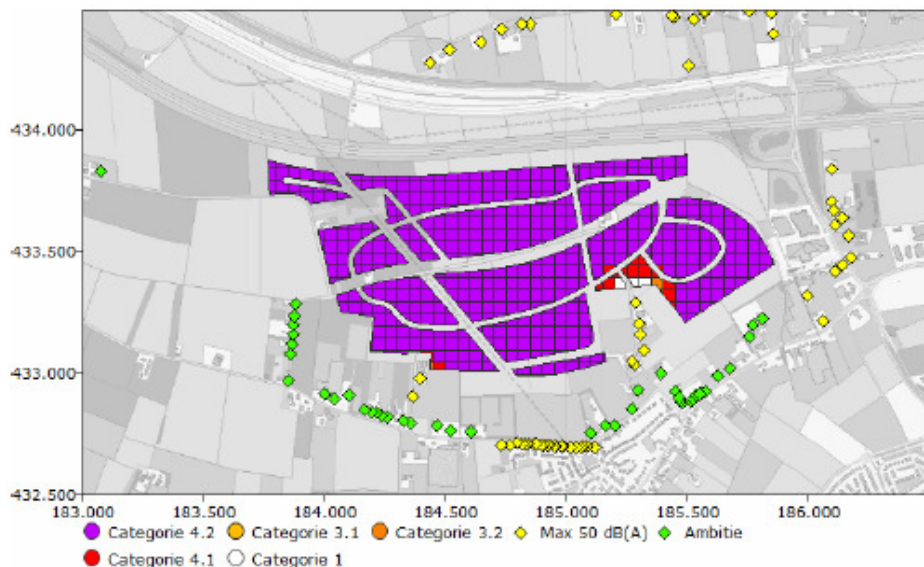 434.000
433.500
433.000
432.500
183.000 183.500 184.000 184.500 185.000 185.500 186.000
Categorie 4.2 Categorie 3.1 Categorie 3.2 Max 50 dB(A) Ambitie
Categorie 4.1 Categorie 1